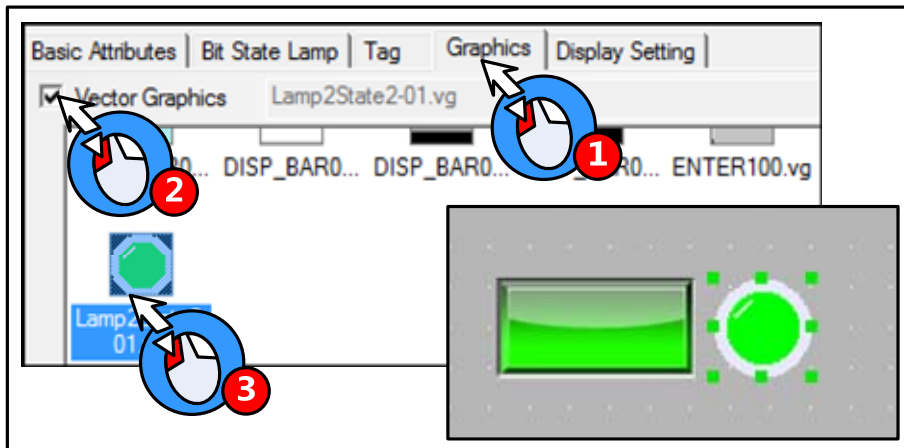 Basic Attributes Bit State Lamp Tag Graphics Display Setting
Vector Graphics Lamp2State2-01.vg
1
DISP_BAR0... DISP_BAR0... ENTER100.vg
2
01
3